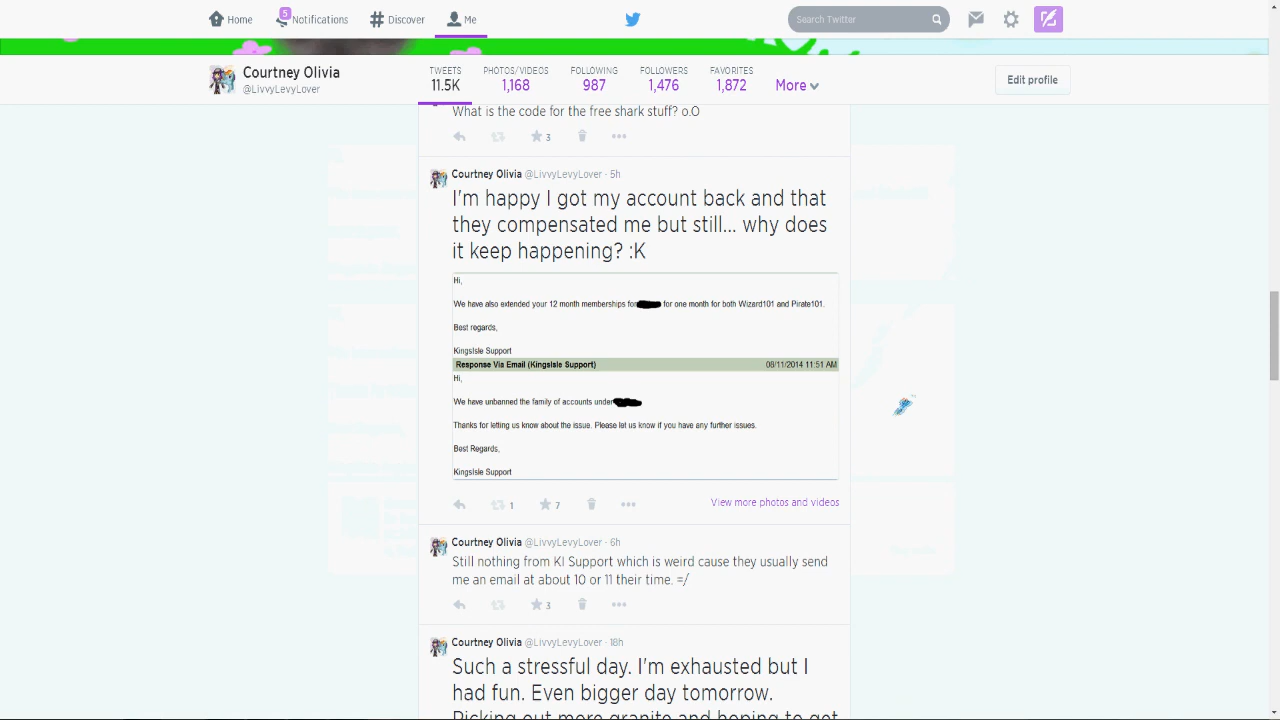 Home
5
Notifications
Discover
Me
Search Twitter
Courtney Olivia
@LivvyLevyLover
TWEETS
11.5K
PHOTOS/VIDEOS
1,168
FOLLOWING
987
FOLLOWERS
1,476
FAVORITES
1,872
More
Edit profile
What is the code for the free shark stuff? o.O
3
Courtney Olivia @LivvyLevyLover · 5h
I'm happy I got my account back and that
they compensated me but still... why does
it keep happening? :K
Hi,
We have also extended your 12 month memberships for for one month for both Wizard101 and Pirate101.
Best regards,
KingsIsle Support
Response Via Email (KingsIsle Support) 08/11/2014 11:51 AM
Hi,
We have unbanned the family of accounts under
Thanks for letting us know about the issue. Please let us know if you have any further issues.
Best Regards,
KingsIsle Support
1
7
View more photos and videos
Courtney Olivia @LivvyLevyLover · 6h
Still nothing from KI Support which is weird cause they usually send
me an email at about 10 or 11 their time. =/
3
Courtney Olivia @LivvyLevyLover · 18h
Such a stressful day. I'm exhausted but I
had fun. Even bigger day tomorrow.
Picking out more granite and hoping to get